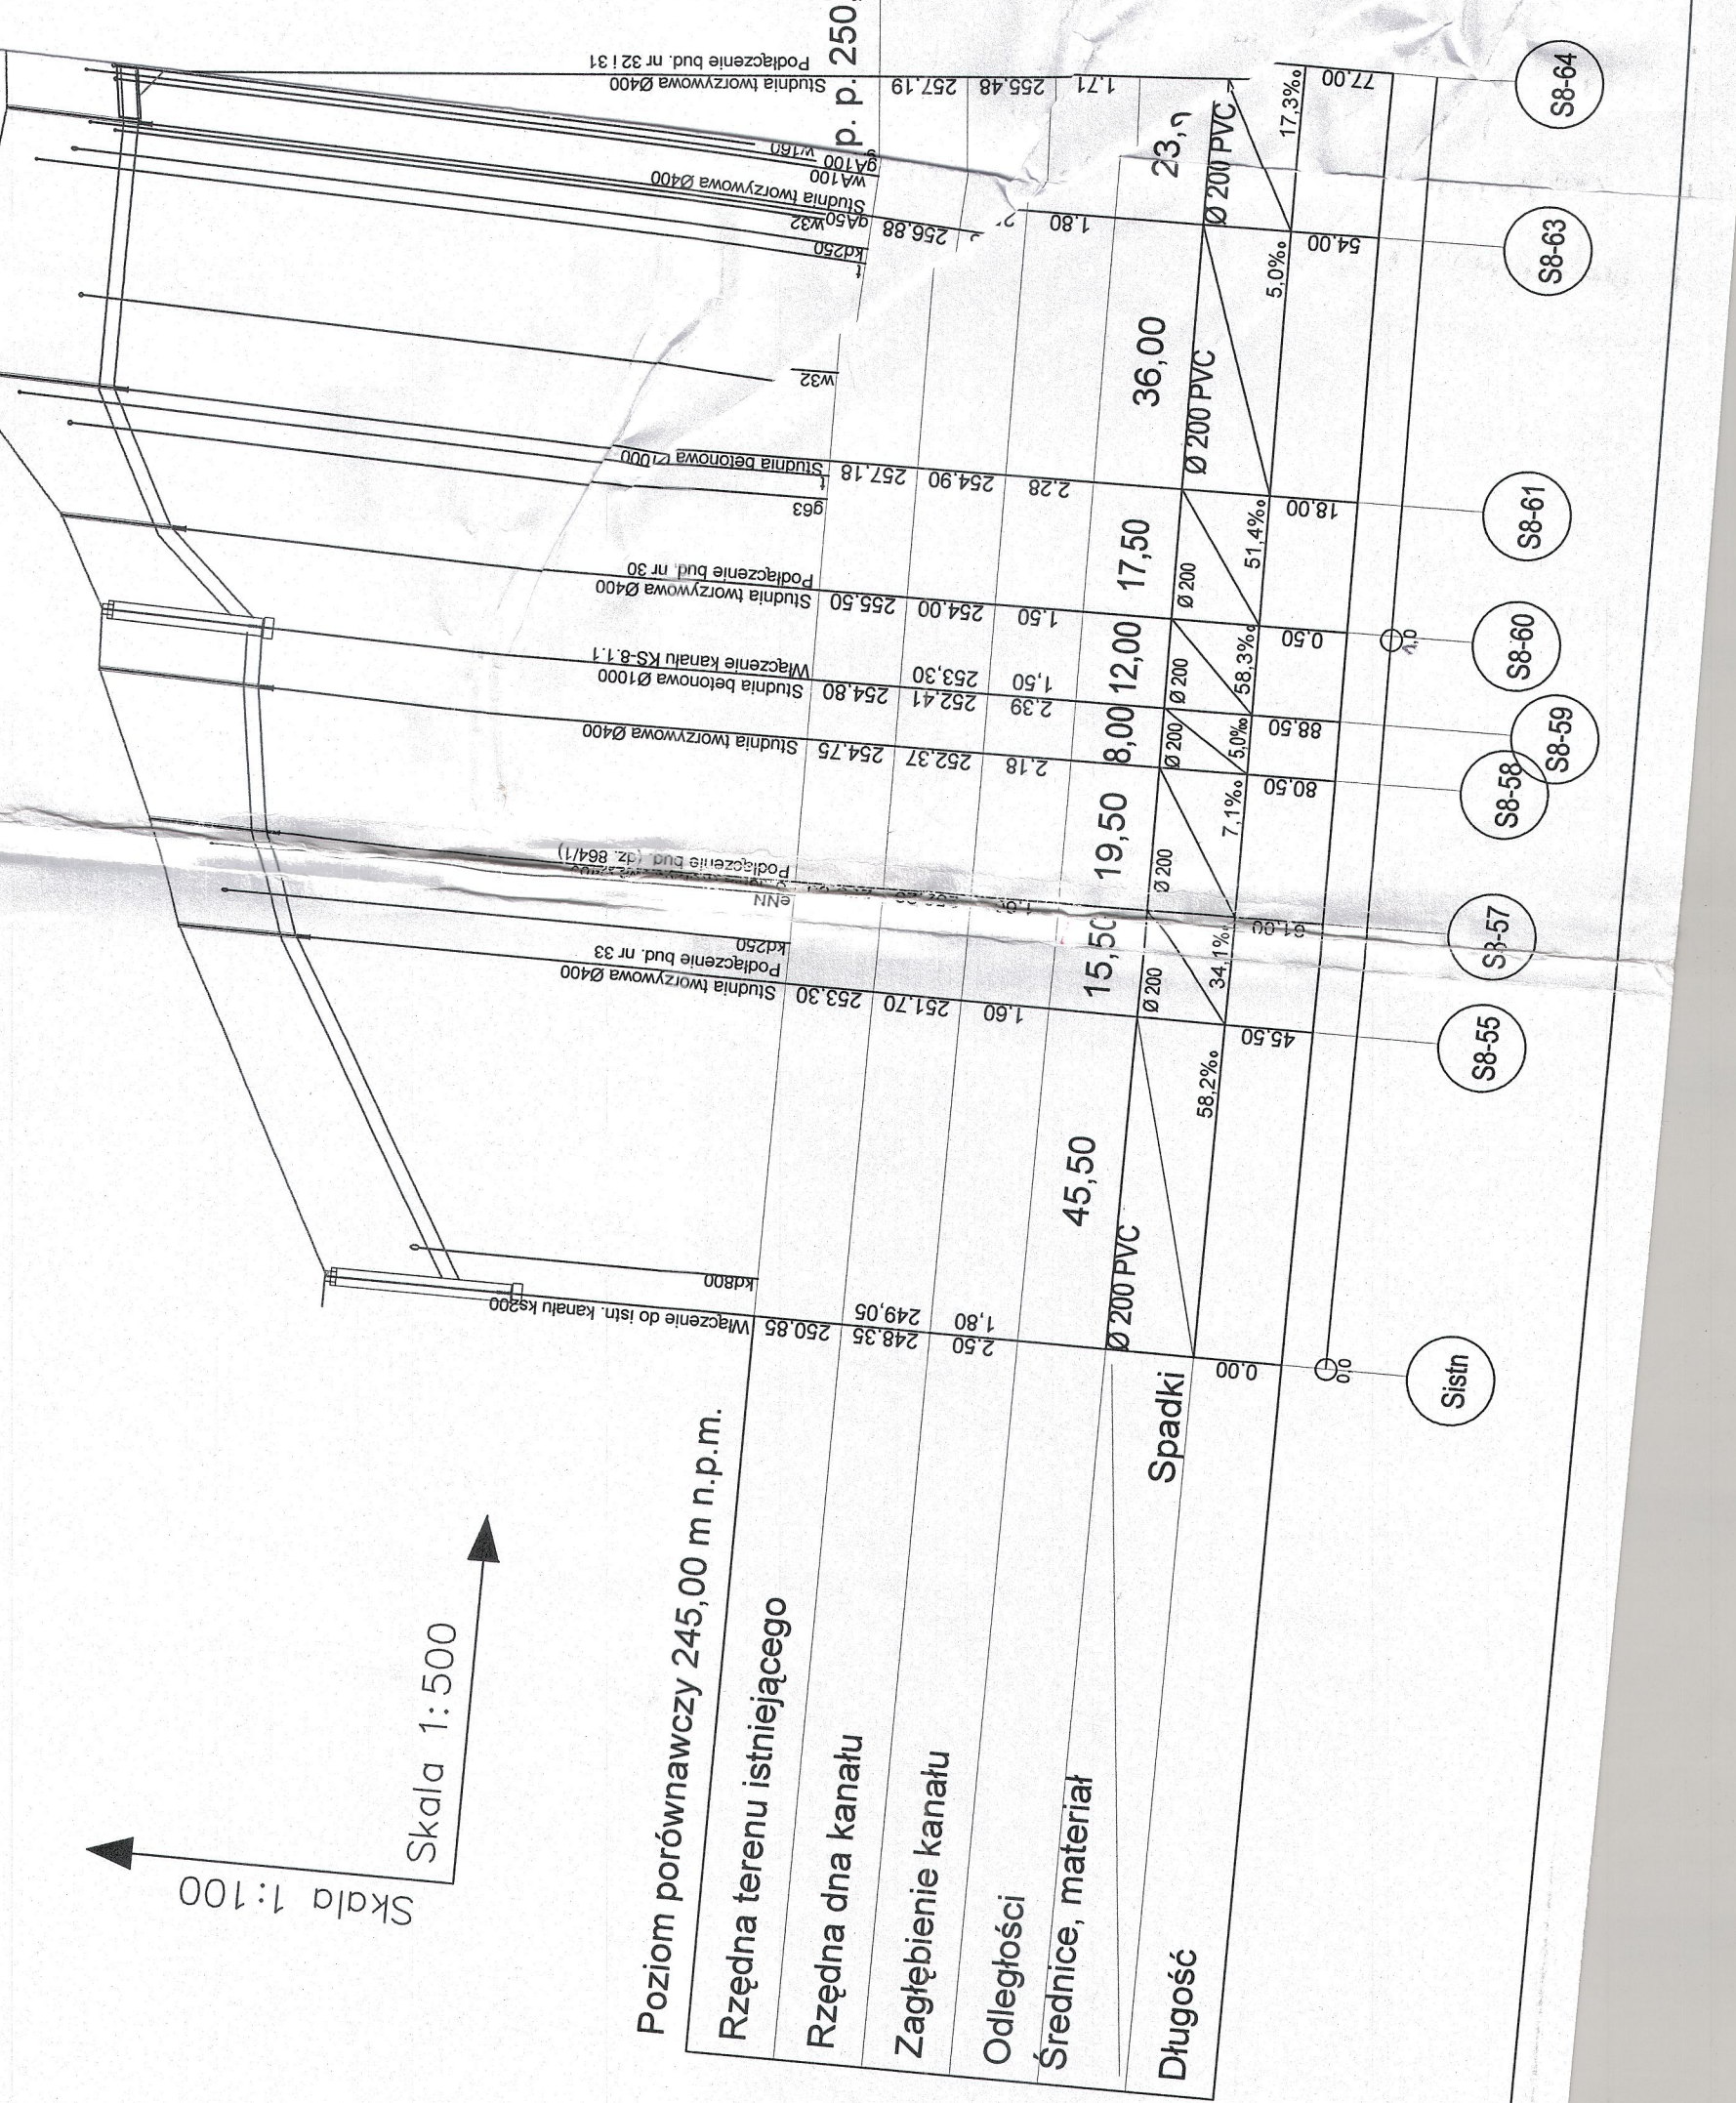 Skala 1:100
Skala 1:500
Poziom porównawczy 245,00 m n.p.m.
Rzędna terenu istniejącego
Rzędna dna kanału
Zagłębienie kanału
Odległości
Średnice, materiał
Spadki
Długość
Włączenie do istn. kanału ks200
kd800
Studnia tworzywowa Ø400
Podłączenie bud. nr 33
kd250
eNN
Podłączenie bud. (dz. 864/1)
Studnia tworzywowa Ø400
Studnia betonowa Ø1000
Włączenie kanału KS-8.1.1
Studnia tworzywowa Ø400
Podłączenie bud. nr 30
g63
t
Studnia betonowa Ø1000
w32
t
kd250
w32
gA50
Studnia tworzywowa Ø400
wA100
gA100
w160
Studnia tworzywowa Ø400
Podłączenie bud. nr 32 i 31
p. p. 250,
250.85 253.30 254.75 254.80 255.50 257.18 256.88 257.19
249,05 253,30
248.35 251.70 252.37 252.41 254.00 254.90 255.48
1,80 1,50
2.50 1.60 2.18 2.39 1.50 2.28 1.80 1.71
45,50 15,50 19,50 8,00 12,00 17,50 36,00 23,
Ø 200 PVC Ø 200 Ø 200 Ø 200 Ø 200 Ø 200 Ø 200 PVC Ø 200 PVC
58,2‰ 34,1‰ 7,1‰ 5,0‰ 58,3‰ 51,4‰ 5,0‰ 17,3‰
0.00 45.50 61.00 80.50 88.50 0.50 18.00 54.00 77.00
0,0 1,0
Sistn S8-55 S8-57 S8-58 S8-59 S8-60 S8-61 S8-63 S8-64